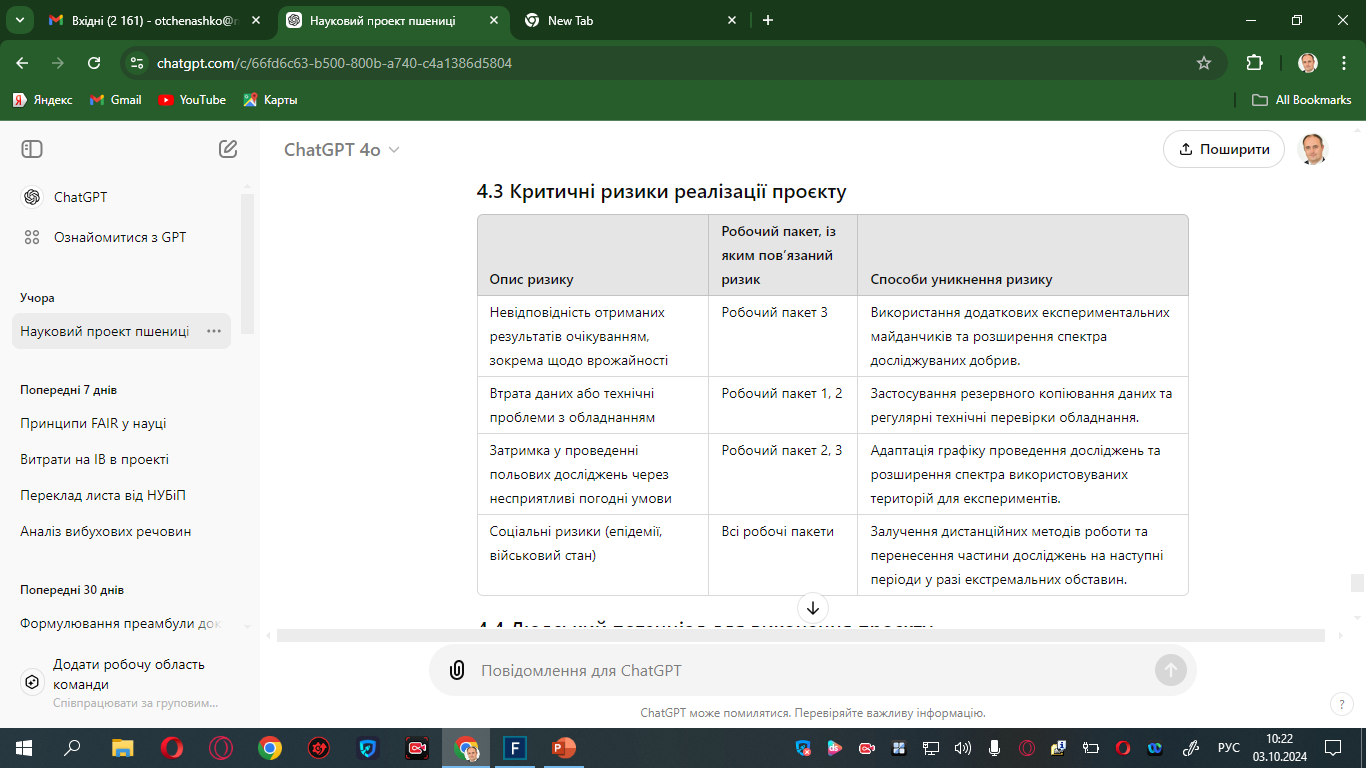 Вхідні (2 161) - otchenashko@
Науковий проект пшениці
New Tab
chatgpt.com/c/66fd6c63-b500-800b-a740-c4a1386d5804
Яндекс
Gmail
YouTube
Карты
All Bookmarks
ChatGPT 4o
Поширити
ChatGPT
Ознайомитися з GPT
Учора
Науковий проект пшениці
Попередні 7 днів
Принципи FAIR у науці
Витрати на ІВ в проекті
Переклад листа від НУБіП
Аналіз вибухових речовин
Попередні 30 днів
Формулювання преамбули док
Додати робочу область
команди
Співпрацювати за груповим...
4.3 Критичні ризики реалізації проєкту
Опис ризику
Робочий пакет, із
яким пов’язаний
ризик
Способи уникнення ризику
Невідповідність отриманих
результатів очікуванням,
зокрема щодо врожайності
Робочий пакет 3
Використання додаткових експериментальних
майданчиків та розширення спектра
досліджуваних добрив.
Втрата даних або технічні
проблеми з обладнанням
Робочий пакет 1, 2
Застосування резервного копіювання даних та
регулярні технічні перевірки обладнання.
Затримка у проведенні
польових досліджень через
несприятливі погодні умови
Робочий пакет 2, 3
Адаптація графіку проведення досліджень та
розширення спектра використовуваних
територій для експериментів.
Соціальні ризики (епідемії,
військовий стан)
Всі робочі пакети
Залучення дистанційних методів роботи та
перенесення частини досліджень на наступні
періоди у разі екстремальних обставин.
4.4 Людський потенціал для виконання проєкту
Повідомлення для ChatGPT
ChatGPT може помилятися. Перевіряйте важливу інформацію.
?
РУС
10:22
03.10.2024